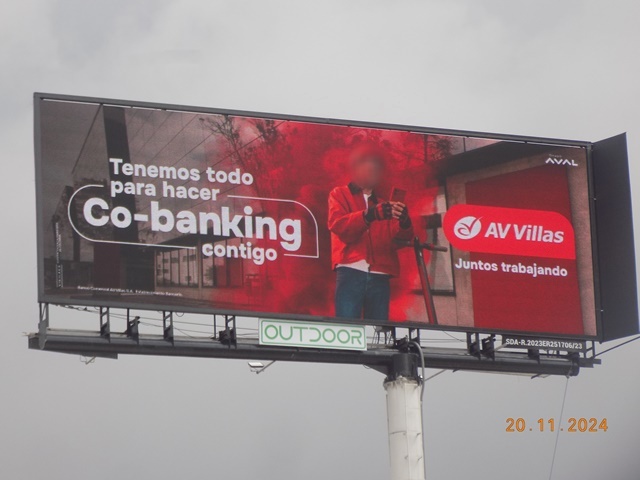 AVAL
Tenemos todo
para hacer
Co-banking
contigo
AV Villas
Juntos trabajando
OUTDOOR
SDA-R.2023ER251706/23
20.11.2024